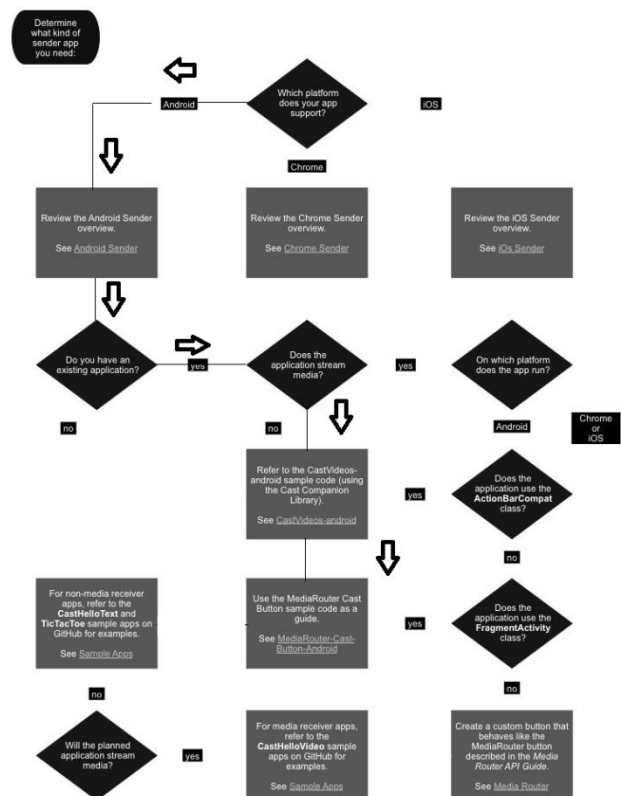 Determine
what kind of
sender app
you need:
Which platform
does your app
support?
Android
iOS
Chrome
Review the Android Sender
overview.
See Android Sender
Review the Chrome Sender
overview.
See Chrome Sender
Review the iOS Sender
overview.
See iOs Sender
Do you have an
existing application?
yes
Does the
application stream
media?
yes
On which platform
does the app run?
no
no
Android
Chrome
or
iOS
Refer to the CastVideos-
android sample code (using
the Cast Companion
Library).
See CastVideos-android
yes
Does the
application use the
ActionBarCompat
class?
no
For non-media receiver
apps, refer to the
CastHelloText and
TicTacToe sample apps on
GitHub for examples.
See Sample Apps
Use the MediaRouter Cast
Button sample code as a
guide.
See MediaRouter-Cast-
Button-Android
yes
Does the
application use the
FragmentActivity
class?
no
no
Will the planned
application stream
media?
yes
For media receiver apps,
refer to the
CastHelloVideo sample
apps on GitHub for
examples.
See Sample Apps
Create a custom button that
behaves like the
MediaRouter button
described in the Media
Router API Guide.
See Media Router